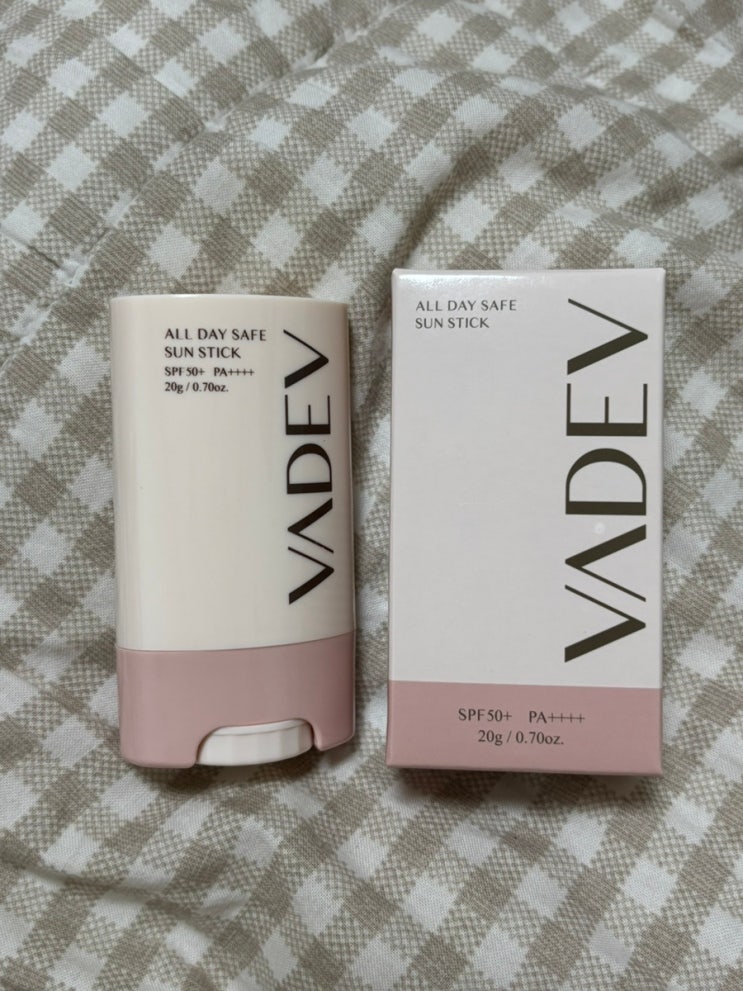 ALL DAY SAFE
SUN STICK
SPF50+ PA++++
20g / 0.70oz.
VADEV
ALL DAY SAFE
SUN STICK
VADEV
SPF50+ PA++++
20g / 0.70oz.